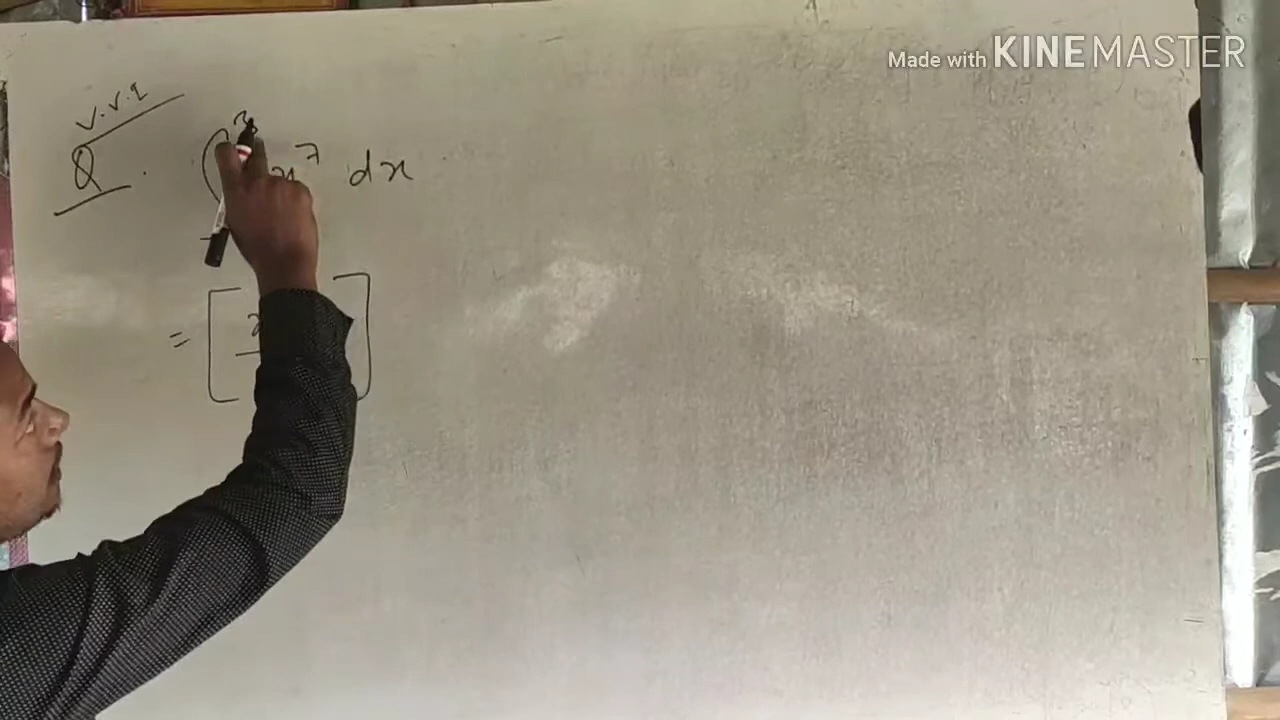 Made with KINEMASTER
V.V.I
Q. ∫ x⁷ dx
= [ ]